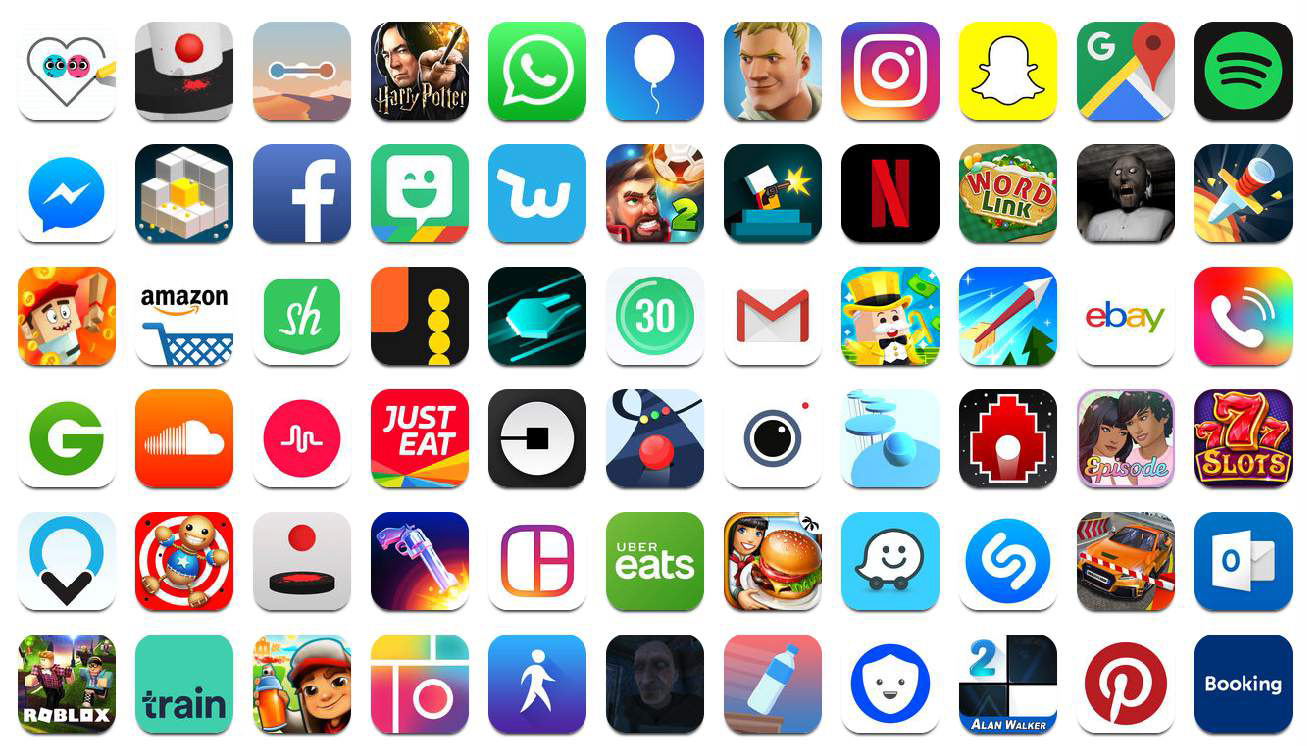 Harry Potter
G
f
w
2
N
WORD
Link
amazon
sh
30
ebay
G
JUST
EAT
Episode
777
SLOTS
UBER
eats
O
ROBLOX
train
2
ALAN WALKER
Booking